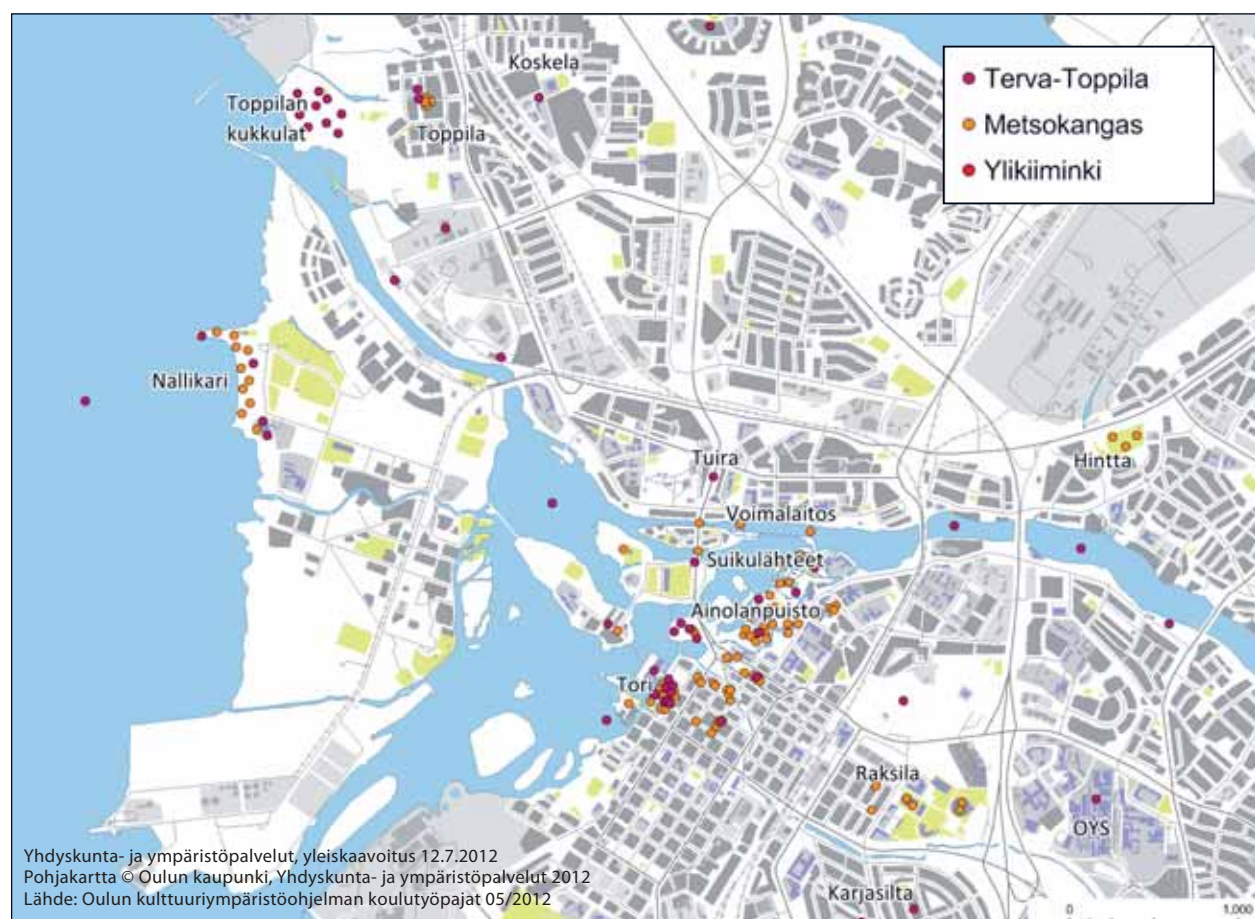 Terva-Toppila
Metsokangas
Ylikiiminki
Koskela
Toppilan
kukkulat
Toppila
Nallikari
Hintta
Tuira
Voimalaitos
Suikulähteet
Ainolanpuisto
Tori
Raksila
OYS
Karjasilta
Yhdyskunta- ja ympäristöpalvelut, yleiskaavoitus 12.7.2012
Pohjakartta © Oulun kaupunki, Yhdyskunta- ja ympäristöpalvelut 2012
Lähde: Oulun kulttuuriympäristöohjelman koulutyöpajat 05/2012
0 1,000